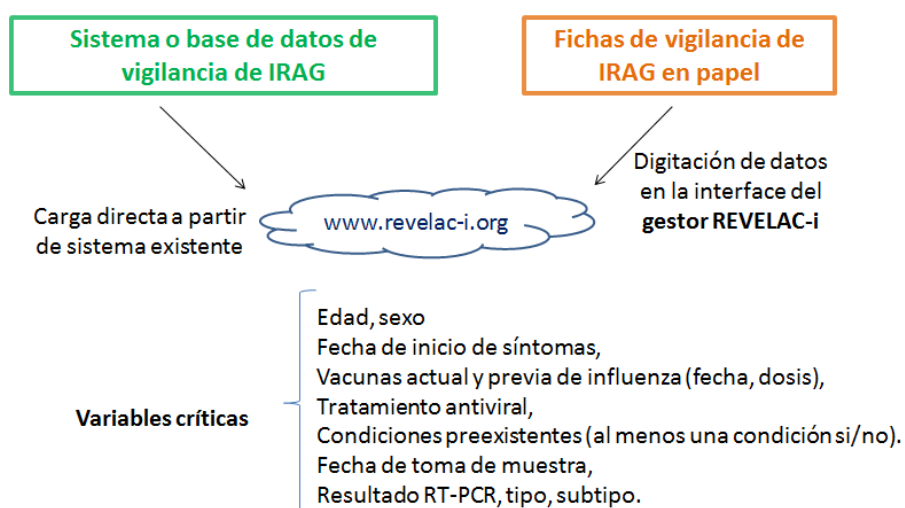 Sistema o base de datos de
vigilancia de IRAG
Fichas de vigilancia de
IRAG en papel
Carga directa a partir
de sistema existente
www.revelac-i.org
Digitación de datos
en la interface del
gestor REVELAC-i
Variables críticas
Edad, sexo
Fecha de inicio de síntomas,
Vacunas actual y previa de influenza (fecha, dosis),
Tratamiento antiviral,
Condiciones preexistentes (al menos una condición si/no).
Fecha de toma de muestra,
Resultado RT-PCR, tipo, subtipo.